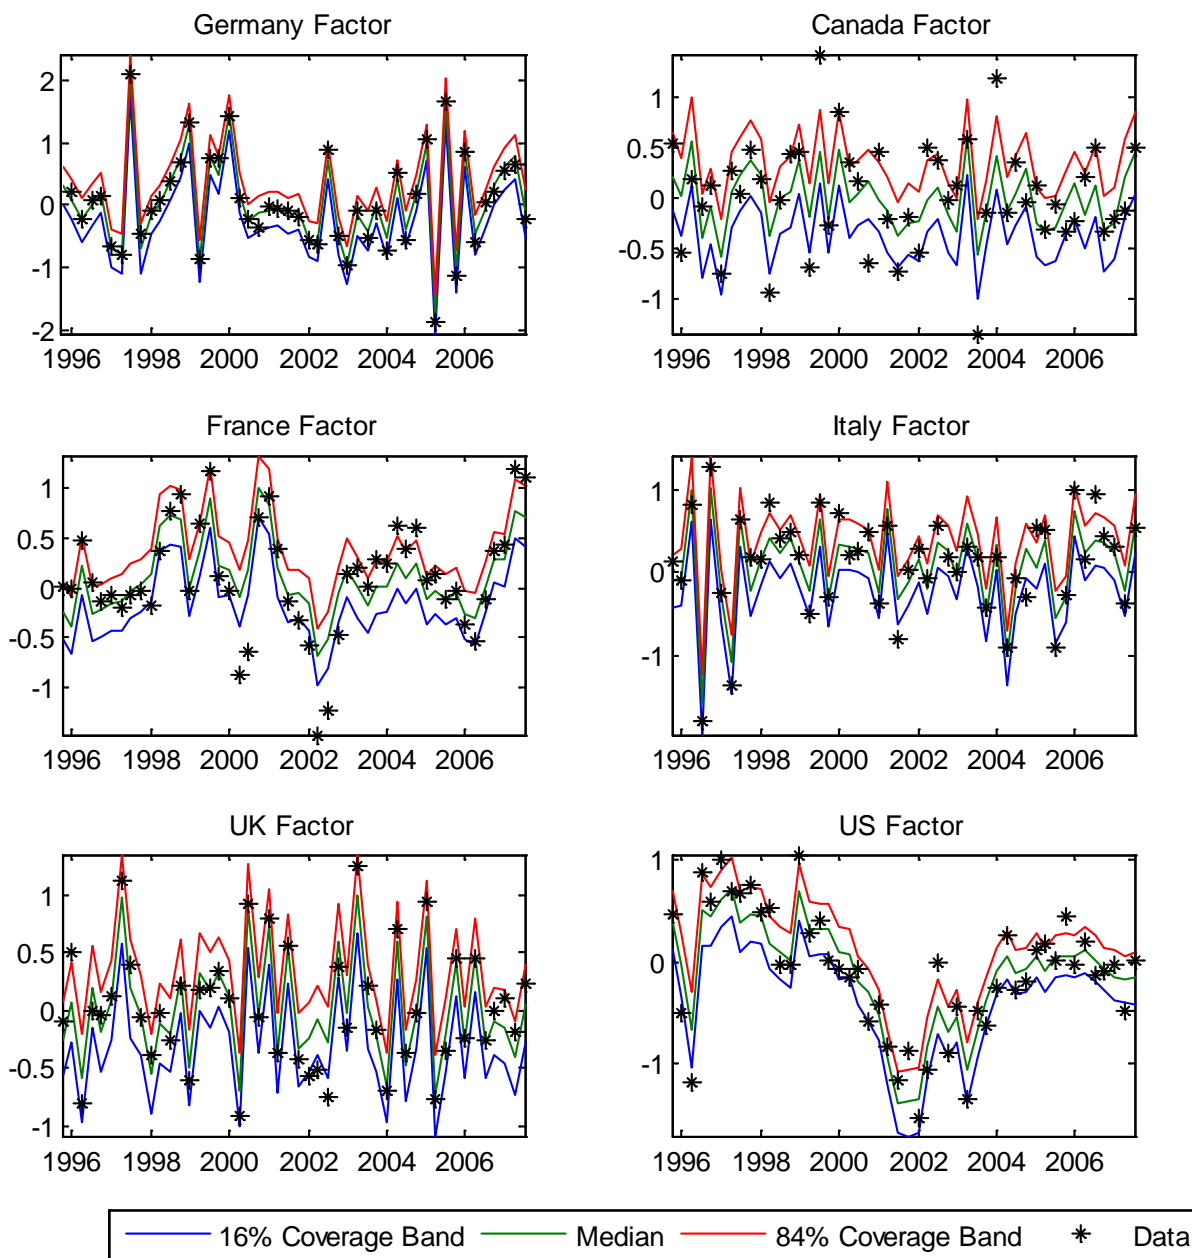 Germany Factor
2
1
0
-1
-2
1996 1998 2000 2002 2004 2006
Canada Factor
1
0.5
0
-0.5
-1
1996 1998 2000 2002 2004 2006
France Factor
1
0.5
0
-0.5
-1
1996 1998 2000 2002 2004 2006
Italy Factor
1
0
-1
1996 1998 2000 2002 2004 2006
UK Factor
1
0.5
0
-0.5
-1
1996 1998 2000 2002 2004 2006
US Factor
1
0
-1
1996 1998 2000 2002 2004 2006
16% Coverage Band Median 84% Coverage Band Data